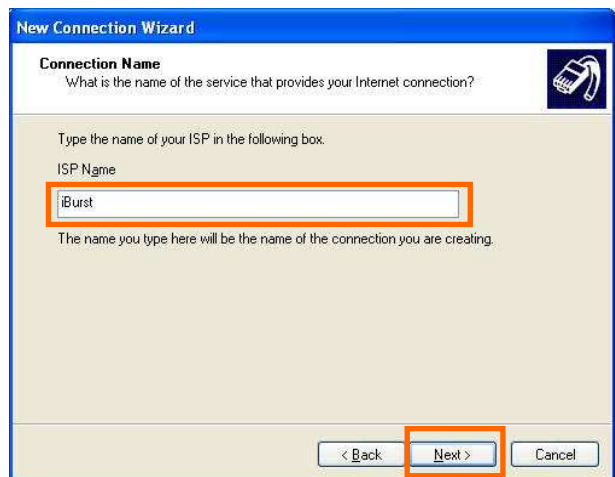 New Connection Wizard
Connection Name
What is the name of the service that provides your Internet connection?
Type the name of your ISP in the following box.
ISP Name
iBurst
The name you type here will be the name of the connection you are creating.
< Back Next > Cancel